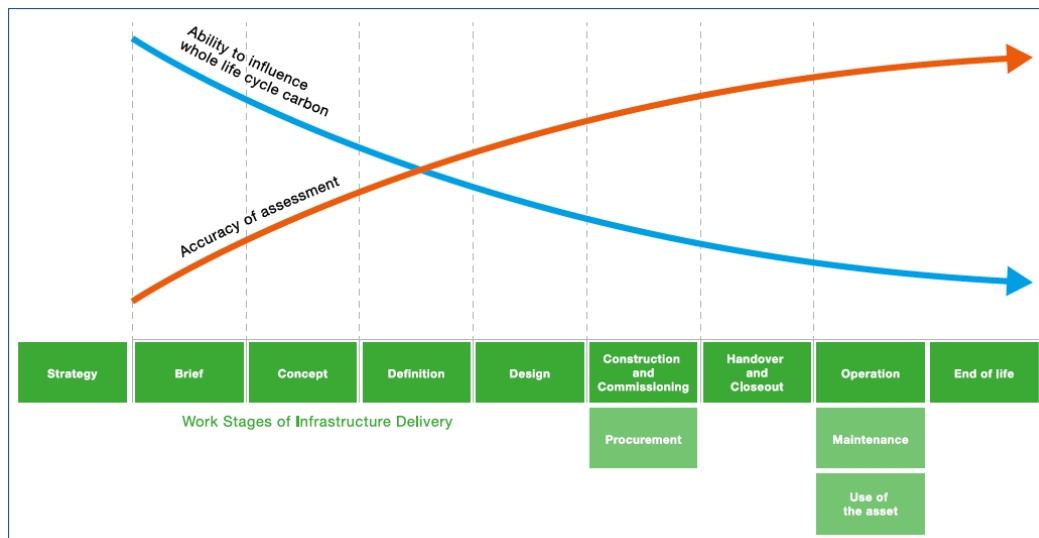 Ability to influence
whole life cycle carbon
Accuracy of assessment
Strategy
Brief
Concept
Definition
Design
Construction
and
Commissioning
Handover
and
Closeout
Operation
End of life
Work Stages of Infrastructure Delivery
Procurement
Maintenance
Use of
the asset